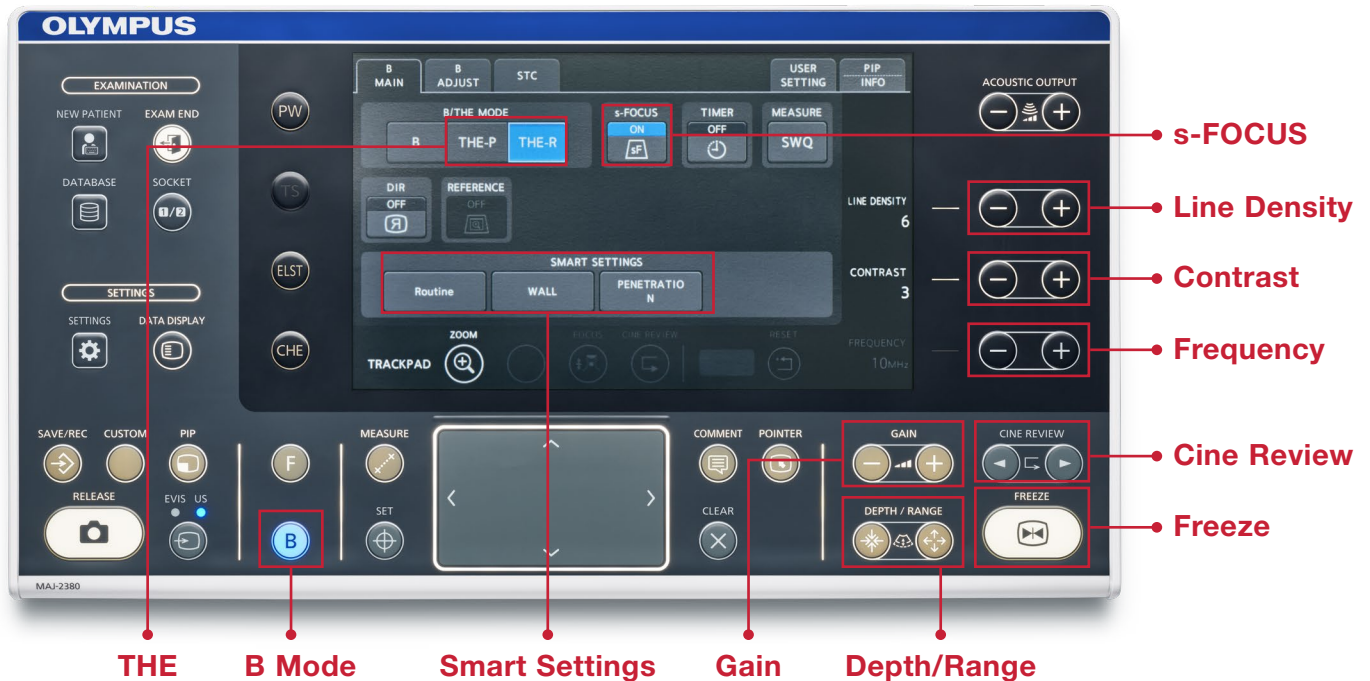 OLYMPUS
EXAMINATION
NEW PATIENT EXAM END
DATABASE SOCKET
1/2
SETTINGS
SETTINGS DATA DISPLAY
PW
TS
ELST
CHE
B MAIN
B ADJUST
STC
USER SETTING
PIP INFO
B/THE MODE
B THE-P THE-R
s-FOCUS
ON
sF
TIMER
OFF
MEASURE
SWQ
DIR
OFF
R
REFERENCE
OFF
SMART SETTINGS
Routine WALL PENETRATIO
N
LINE DENSITY
6
CONTRAST
3
FREQUENCY
10MHz
TRACKPAD
ZOOM
FOCUS
CINE REVIEW
RESET
ACOUSTIC OUTPUT
s-FOCUS
Line Density
Contrast
Frequency
Cine Review
Freeze
SAVE/REC CUSTOM PIP
RELEASE
EVIS US
F
B
MEASURE
SET
COMMENT POINTER
CLEAR
GAIN
DEPTH / RANGE
CINE REVIEW
FREEZE
MAJ-2380
THE
B Mode
Smart Settings
Gain
Depth/Range